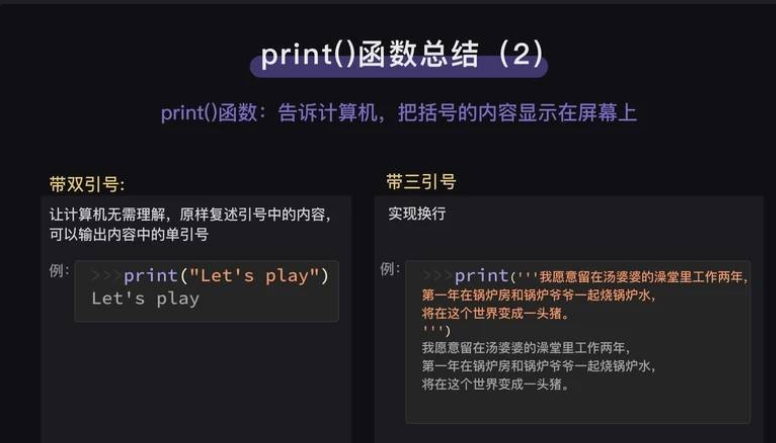 print()函数总结（2）
print()函数：告诉计算机，把括号的内容显示在屏幕上
带双引号:
让计算机无需理解，原样复述引号中的内容，
可以输出内容中的单引号
例：
>>>print("Let's play")
Let's play
带三引号
实现换行
例：
>>>print('''我愿意留在汤婆婆的澡堂里工作两年，
第一年在锅炉房和锅炉爷爷一起烧锅炉水，
将在这个世界变成一头猪。
''')
我愿意留在汤婆婆的澡堂里工作两年，
第一年在锅炉房和锅炉爷爷一起烧锅炉水，
将在这个世界变成一头猪。